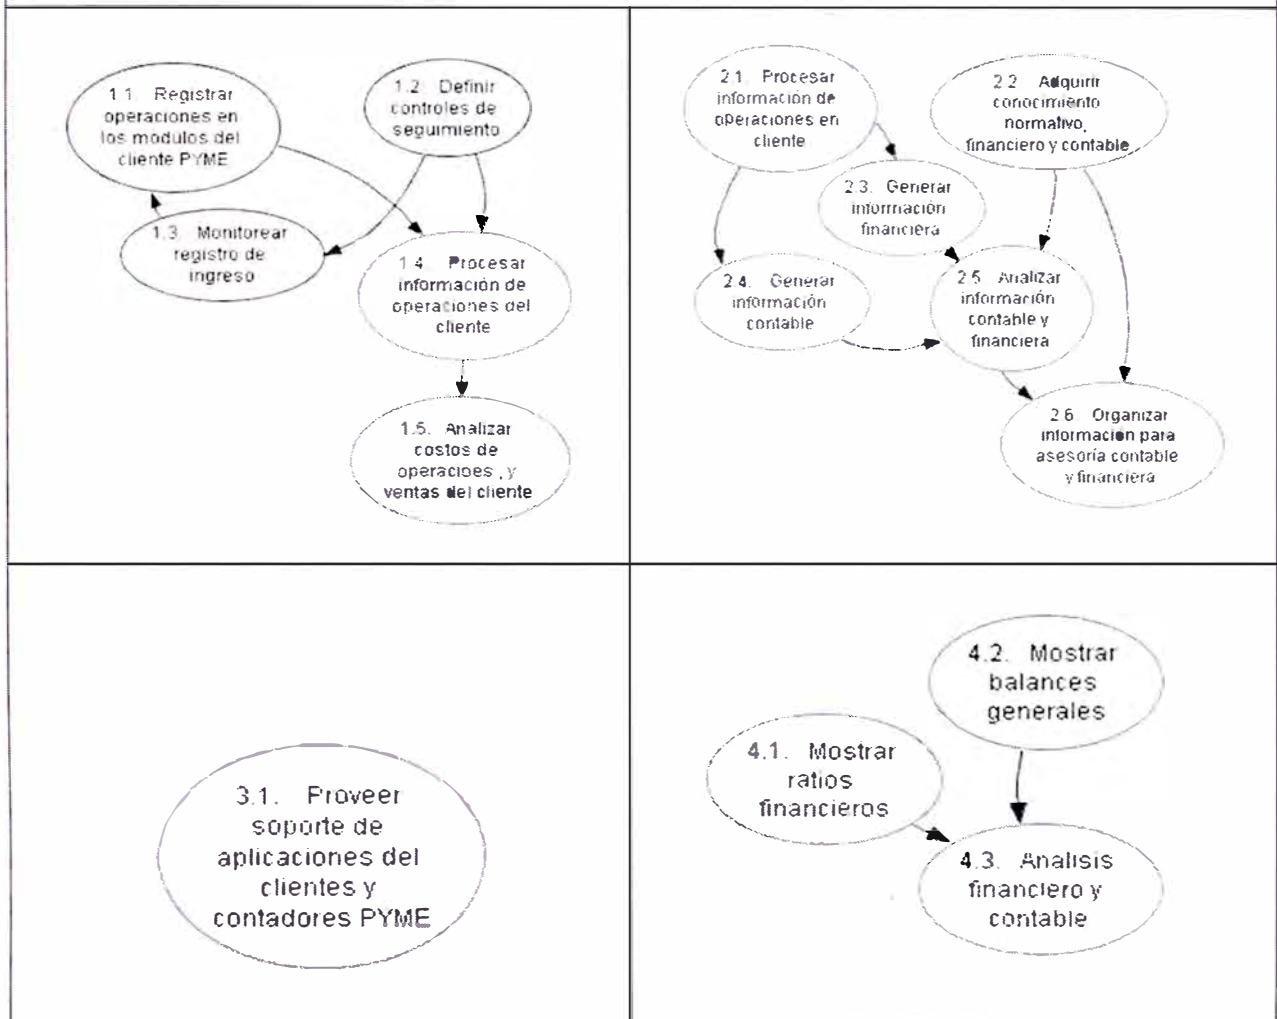 1.1. Registrar
operaciones en
los modulos del
cliente PYME
1.2. Definir
controles de
seguimiento
1.3. Monitorear
registro de
ingreso
1.4. Procesar
información de
operaciones del
cliente
1.5. Analizar
costos de
operacioes , y
ventas del cliente
2.1. Procesar
información de
operaciones en
cliente
2.2. Adquirir
conocimiento
normativo,
financiero y contable
2.3. Generar
información
financiera
2.4. Generar
información
contable
2.5. Analizar
información
contable y
financiera
2.6. Organizar
información para
asesoría contable
y financiera
3.1. Proveer
soporte de
aplicaciones del
clientes y
contadores PYME
4.1. Mostrar
ratios
financieros
4.2. Mostrar
balances
generales
4.3. Analisis
financiero y
contable